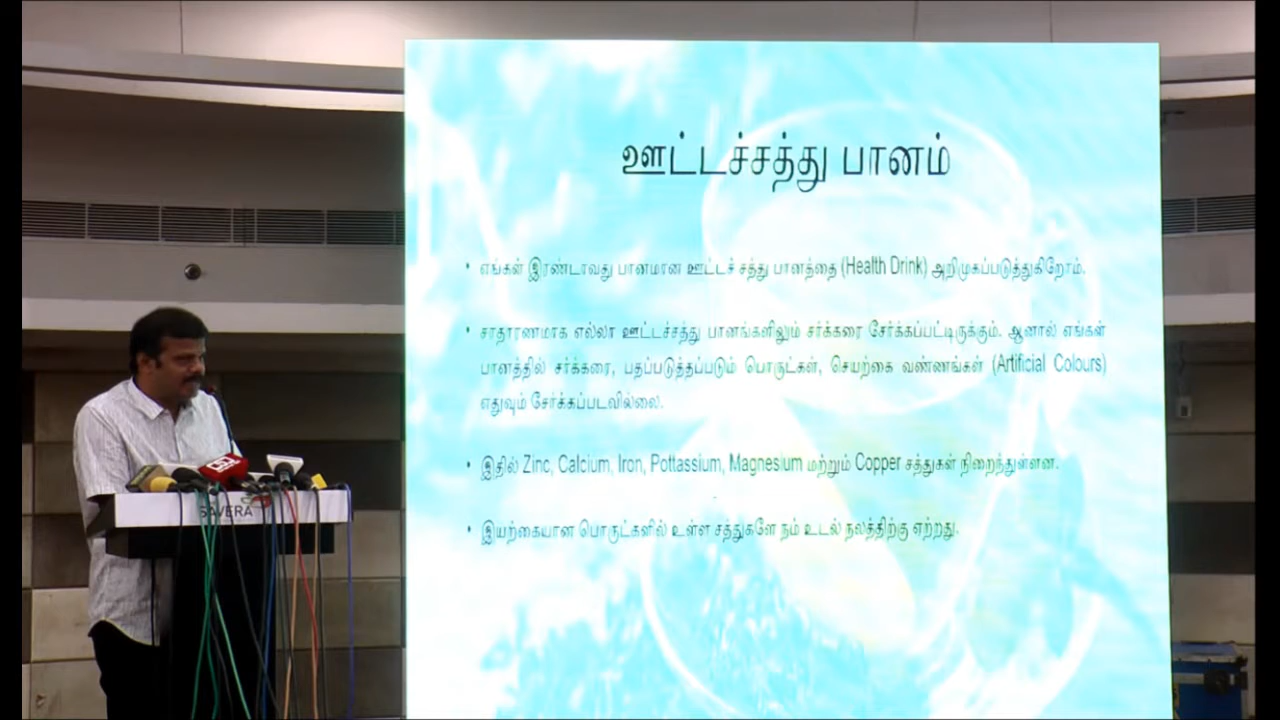 ஊட்டச்சத்து பானம்
• எங்கள் இரண்டாவது பானமான ஊட்டச் சத்து பானத்தை (Health Drink) அறிமுகப்படுத்துகிறோம்.
• சாதாரணமாக எல்லா ஊட்டச்சத்து பானங்களிலும் சர்க்கரை சேர்க்கப்பட்டிருக்கும். ஆனால் எங்கள்
பானத்தில் சர்க்கரை, பதப்படுத்தப்படும் பொருட்கள், செயற்கை வண்ணங்கள் (Artificial Colours)
எதுவும் சேர்க்கப்படவில்லை.
• இதில் Zinc, Calcium, Iron, Pottassium, Magnesium மற்றும் Copper சத்துகள் நிறைந்துள்ளன.
• இயற்கையான பொருட்களில் உள்ள சத்துகளே நம் உடல் நலத்திற்கு ஏற்றது.
SAVERA